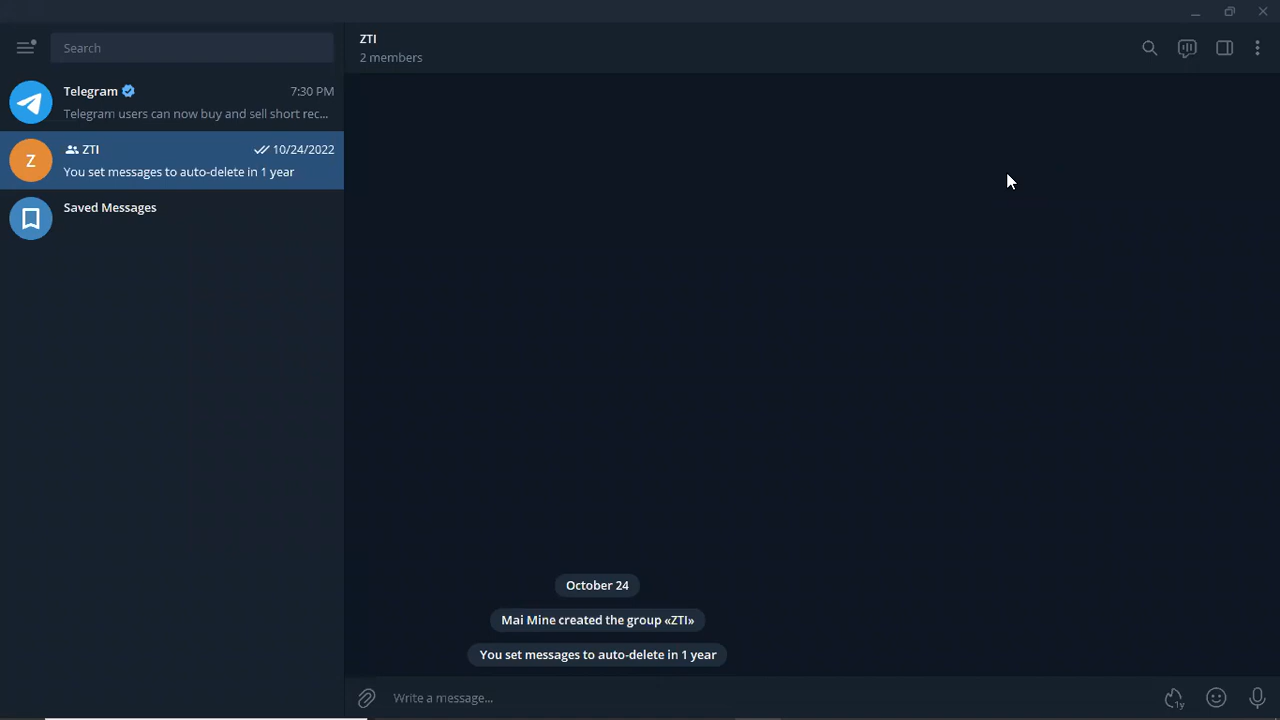 Search
ZTI
2 members
Telegram
7:30 PM
Telegram users can now buy and sell short rec...
Z
ZTI
10/24/2022
You set messages to auto-delete in 1 year
Saved Messages
October 24
Mai Mine created the group «ZTI»
You set messages to auto-delete in 1 year
Write a message...
1y